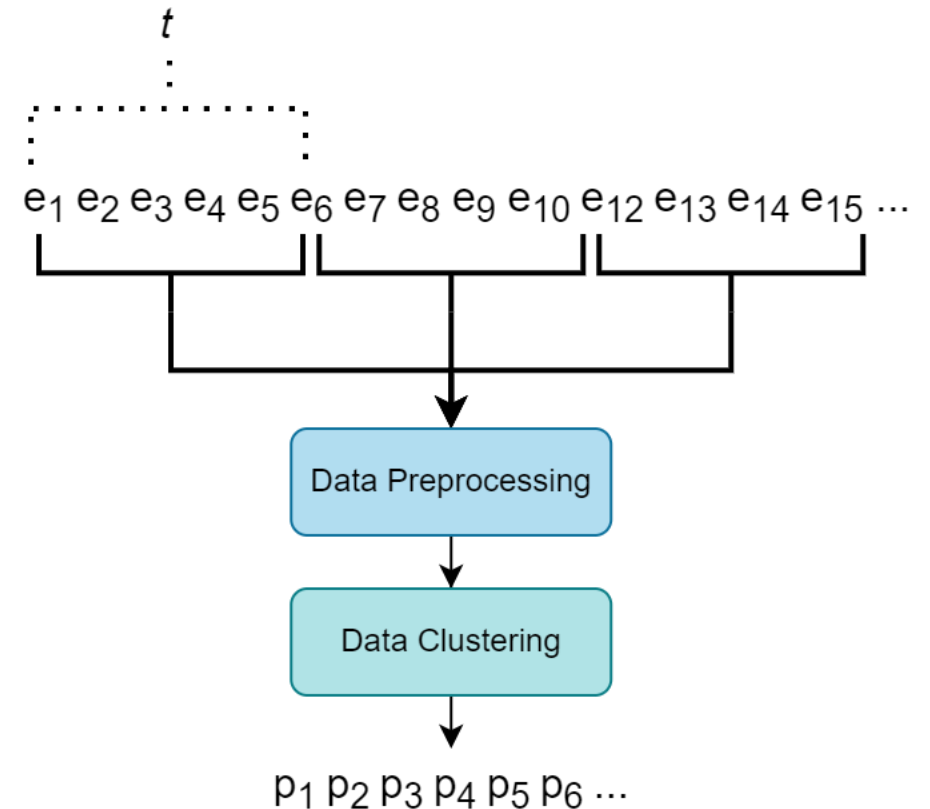 t
e₁ e₂ e₃ e₄ e₅ e₆ e₇ e₈ e₉ e₁₀ e₁₂ e₁₃ e₁₄ e₁₅ ...
Data Preprocessing
Data Clustering
p₁ p₂ p₃ p₄ p₅ p₆ ...